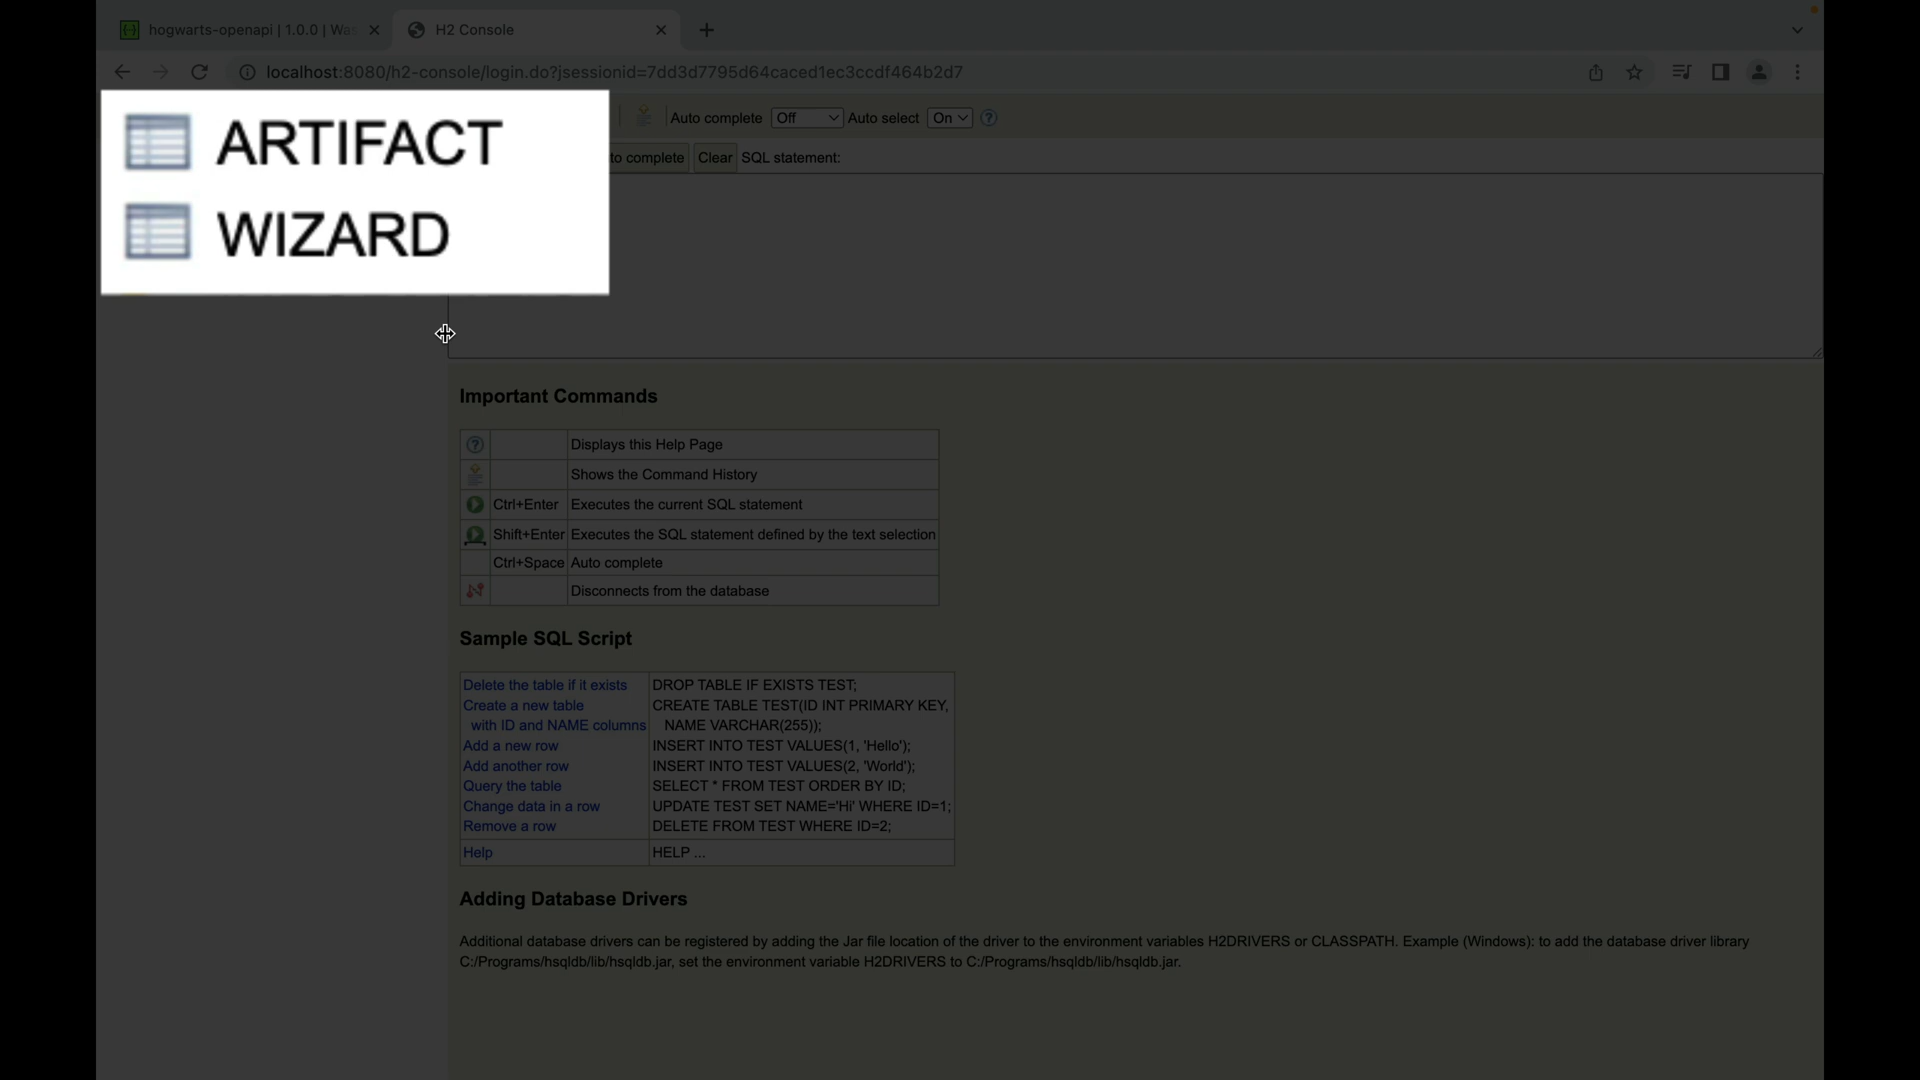 hogwarts-openapi | 1.0.0 | Was
H2 Console
localhost:8080/h2-console/login.do?jsessionid=7dd3d7795d64caced1ec3ccdf464b2d7
ARTIFACT
WIZARD
Auto complete Off Auto select On
to complete Clear SQL statement:
Important Commands
Displays this Help Page
Shows the Command History
Ctrl+Enter Executes the current SQL statement
Shift+Enter Executes the SQL statement defined by the text selection
Ctrl+Space Auto complete
Disconnects from the database
Sample SQL Script
Delete the table if it exists DROP TABLE IF EXISTS TEST;
Create a new table CREATE TABLE TEST(ID INT PRIMARY KEY,
with ID and NAME columns NAME VARCHAR(255));
Add a new row INSERT INTO TEST VALUES(1, 'Hello');
Add another row INSERT INTO TEST VALUES(2, 'World');
Query the table SELECT * FROM TEST ORDER BY ID;
Change data in a row UPDATE TEST SET NAME='Hi' WHERE ID=1;
Remove a row DELETE FROM TEST WHERE ID=2;
Help HELP ...
Adding Database Drivers
Additional database drivers can be registered by adding the Jar file location of the driver to the environment variables H2DRIVERS or CLASSPATH. Example (Windows): to add the database driver library
C:/Programs/hsqldb/lib/hsqldb.jar, set the environment variable H2DRIVERS to C:/Programs/hsqldb/lib/hsqldb.jar.